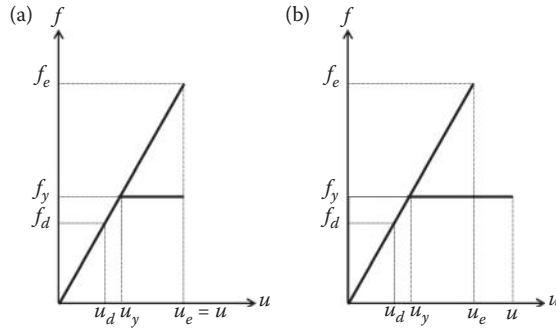 (a)
f
f_e
f_y
f_d
u_d u_y u_e = u u
(b)
f
f_e
f_y
f_d
u_d u_y u_e u u